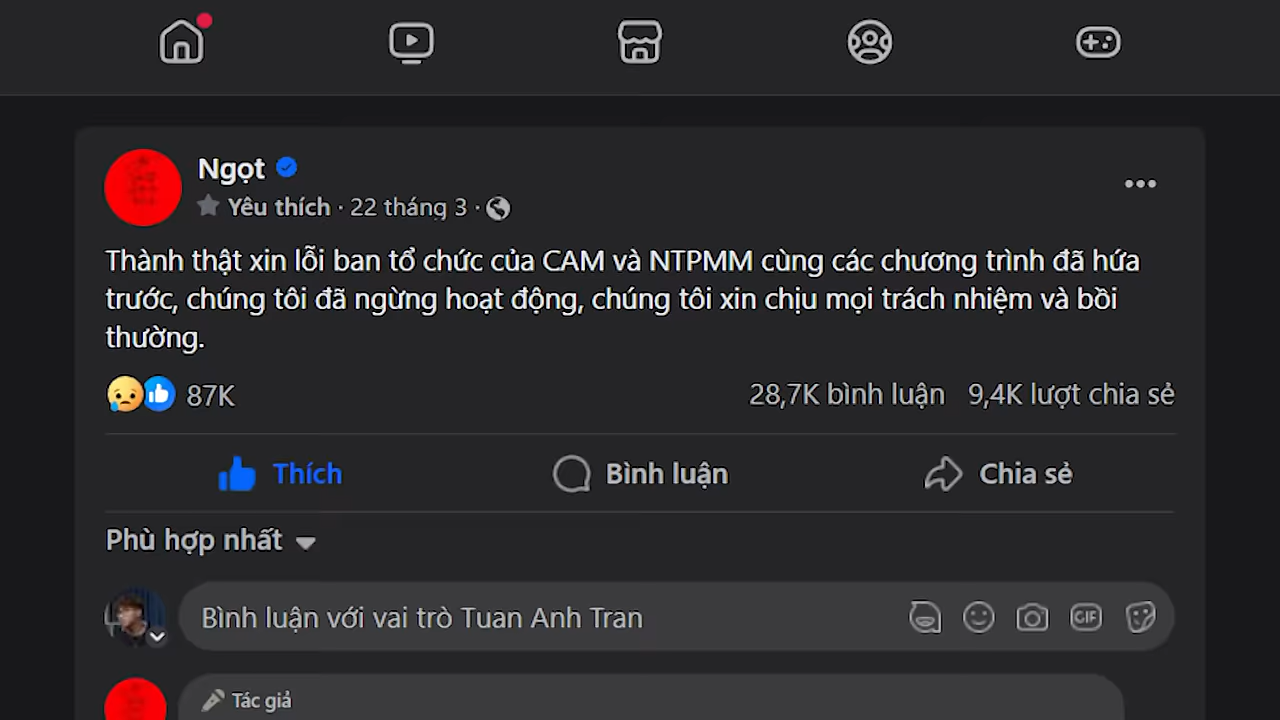 Ngọt
Yêu thích · 22 tháng 3 ·
Thành thật xin lỗi ban tổ chức của CAM và NTPMM cùng các chương trình đã hứa
trước, chúng tôi đã ngừng hoạt động, chúng tôi xin chịu mọi trách nhiệm và bồi
thường.
87K 28,7K bình luận 9,4K lượt chia sẻ
Thích Bình luận Chia sẻ
Phù hợp nhất
Bình luận với vai trò Tuan Anh Tran GIF
Tác giả